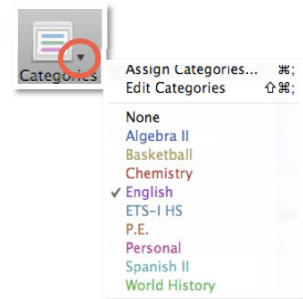 Categories
Assign Categories... ⌘;
Edit Categories ⇧⌘;
None
Algebra II
Basketball
Chemistry
✓ English
ETS-I HS
P.E.
Personal
Spanish II
World History